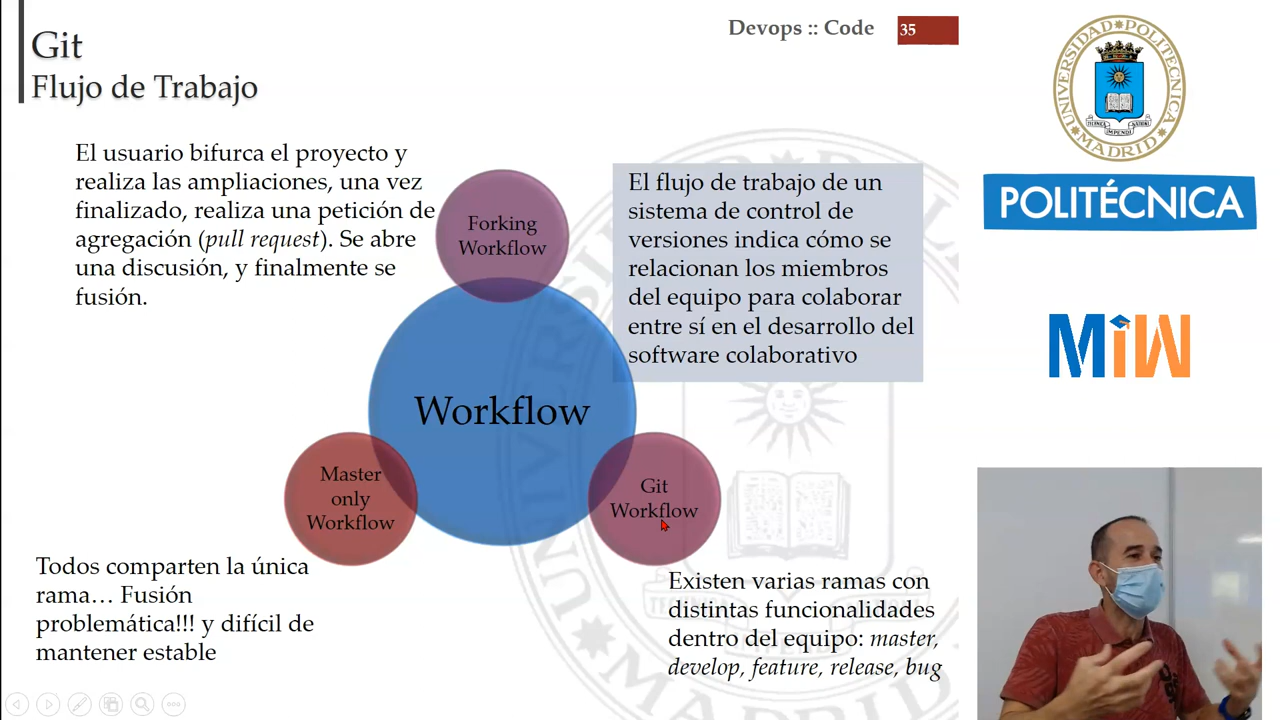 Git
Flujo de Trabajo
Devops :: Code
35
El usuario bifurca el proyecto y
realiza las ampliaciones, una vez
finalizado, realiza una petición de
agregación (pull request). Se abre
una discusión, y finalmente se
fusión.
Forking
Workflow
El flujo de trabajo de un
sistema de control de
versiones indica cómo se
relacionan los miembros
del equipo para colaborar
entre sí en el desarrollo del
software colaborativo
Workflow
Master
only
Workflow
Git
Workflow
Todos comparten la única
rama... Fusión
problemática!!! y difícil de
mantener estable
Existen varias ramas con
distintas funcionalidades
dentro del equipo: master,
develop, feature, release, bug
UNIVERSIDAD POLITECNICA
MADRID
POLITÉCNICA
MiW